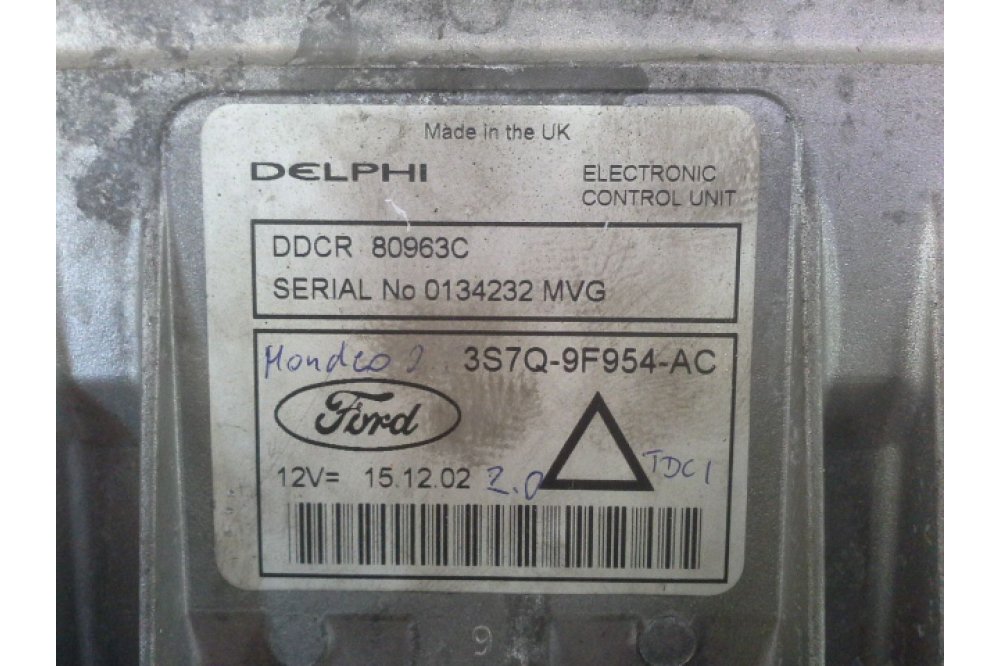 Made in the UK
DELPHI
ELECTRONIC
CONTROL UNIT
DDCR 80963C
SERIAL No 0134232 MVG
Mondeo
3S7Q-9F954-AC
Ford
12V= 15.12.02 2.0 TDCI
9